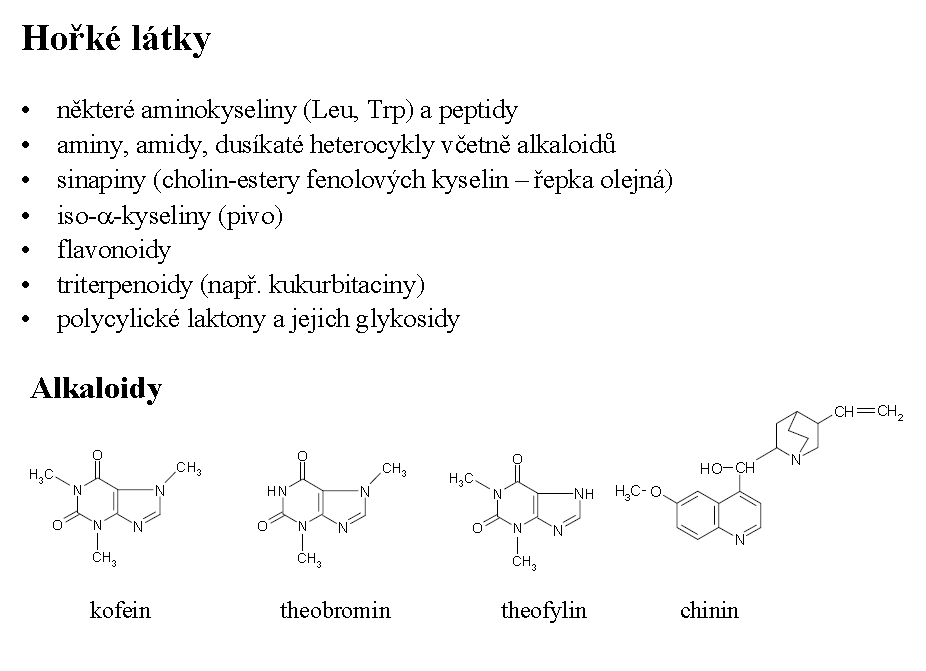 Hořké látky
• některé aminokyseliny (Leu, Trp) a peptidy
• aminy, amidy, dusíkaté heterocykly včetně alkaloidů
• sinapiny (cholin-estery fenolových kyselin – řepka olejná)
• iso-α-kyseliny (pivo)
• flavonoidy
• triterpenoidy (např. kukurbitaciny)
• polycylické laktony a jejich glykosidy
Alkaloidy
H₃C N O CH₃ N O N N CH₃
HN O CH₃ N O N N CH₃
H₃C N O NH O N N CH₃
CH=CH₂ N HO-CH H₃C-O N
kofein theobromin theofylin chinin